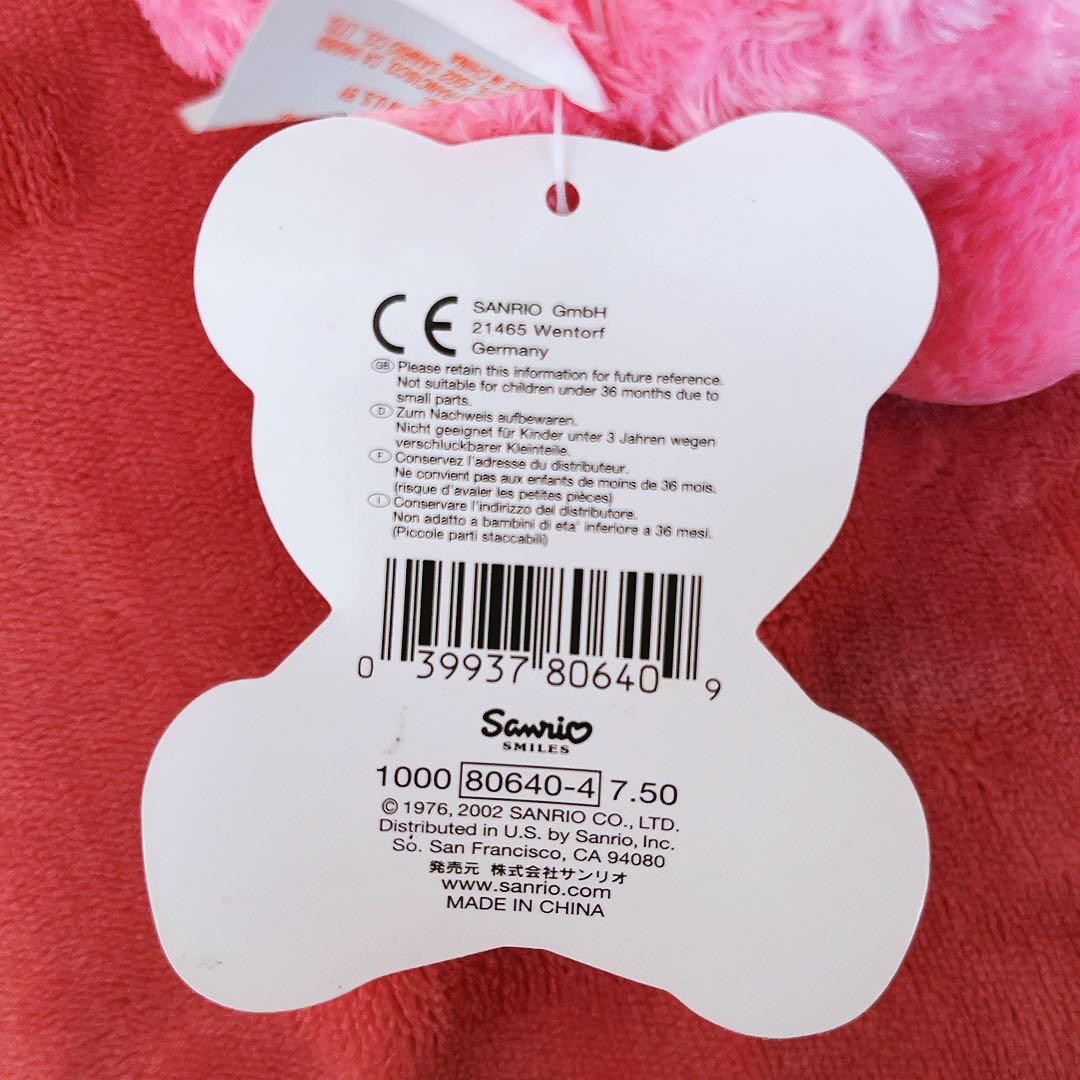 CE SANRIO GmbH
21465 Wentorf
Germany
GB Please retain this information for future reference.
Not suitable for children under 36 months due to
small parts.
D Zum Nachweis aufbewaren.
Nicht geeignet für Kinder unter 3 Jahren wegen
verschluckbarer Kleinteile.
F Conservez l'adresse du distributeur.
Ne convient pas aux enfants de moins de 36 mois.
(risque d'avaler les petites pièces)
I Conservare l'indirizzo del distributore.
Non adatto a bambini di eta' inferiore a 36 mesi.
(Piccole parti staccabili)
0 39937 80640 9
Sanrio
SMILES
1000 80640-4 7.50
© 1976, 2002 SANRIO CO., LTD.
Distributed in U.S. by Sanrio, Inc.
So. San Francisco, CA 94080
発売元 株式会社サンリオ
www.sanrio.com
MADE IN CHINA